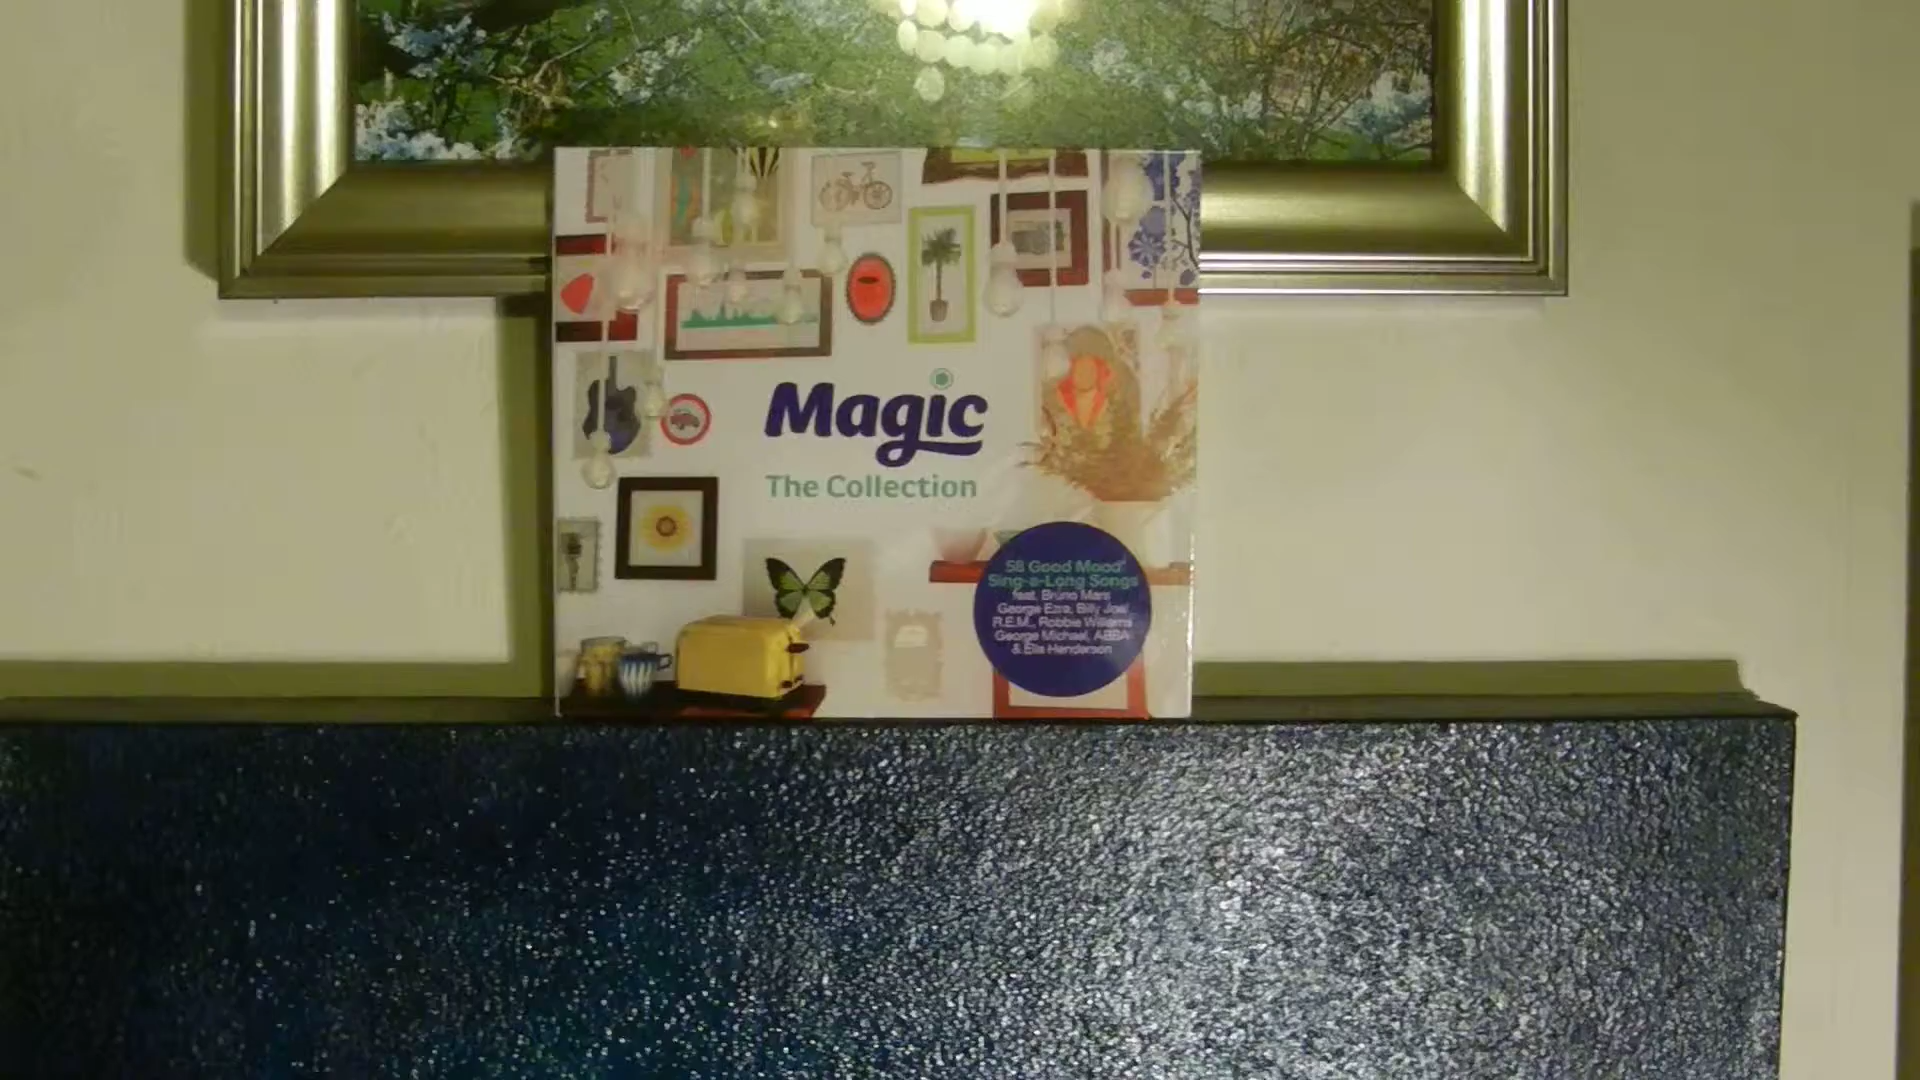 Magic
The Collection
58 Good Mood
Sing-a-Long Songs
feat. Bruno Mars
George Ezra, Billy Joel,
R.E.M., Robbie Williams
George Michael, ABBA
& Ella Henderson